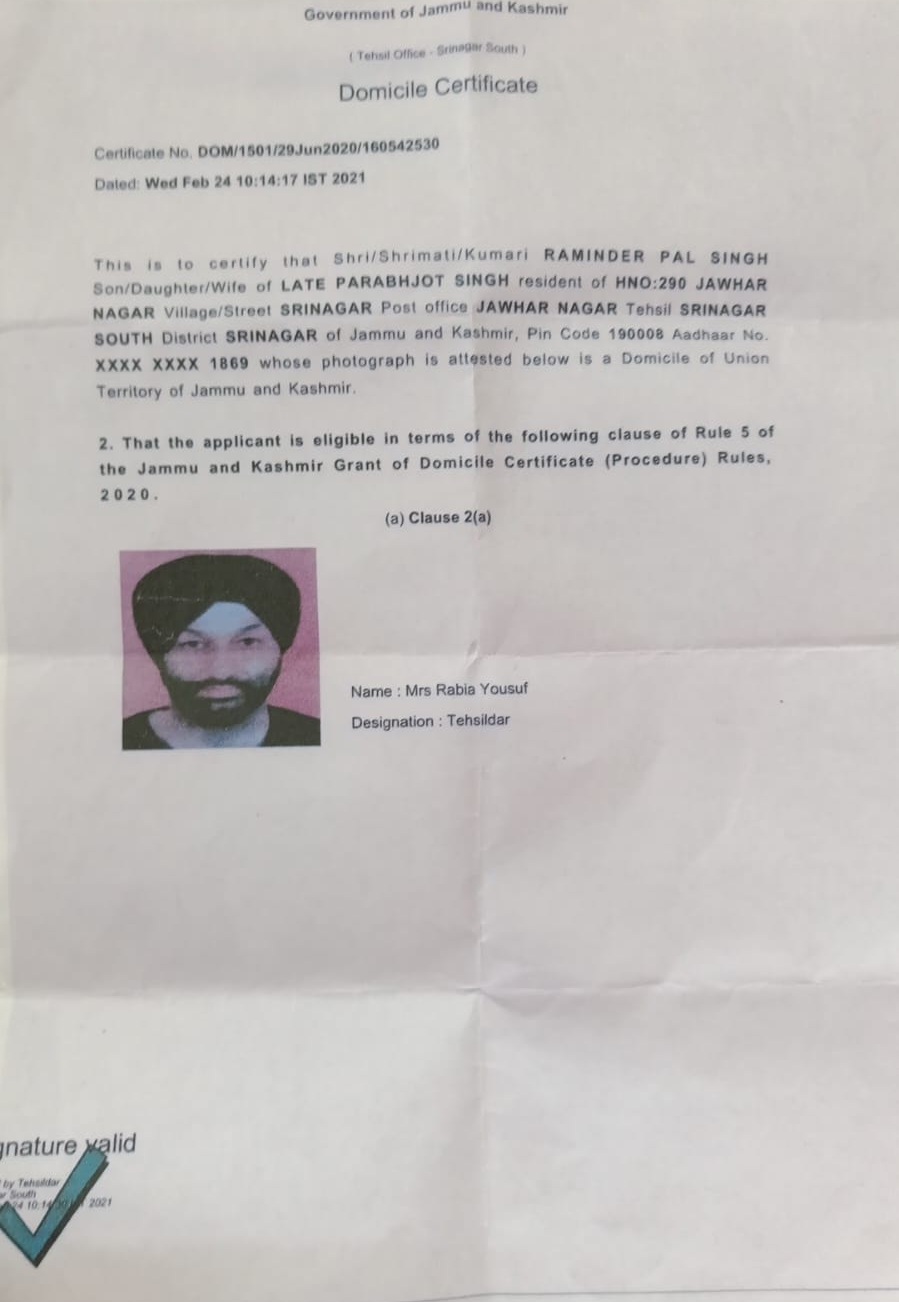 Government of Jammu and Kashmir
( Tehsil Office - Srinagar South )
Domicile Certificate
Certificate No. DOM/1501/29Jun2020/160542530
Dated: Wed Feb 24 10:14:17 IST 2021
This is to certify that Shri/Shrimati/Kumari RAMINDER PAL SINGH
Son/Daughter/Wife of LATE PARABHJOT SINGH resident of HNO:290 JAWHAR
NAGAR Village/Street SRINAGAR Post office JAWHAR NAGAR Tehsil SRINAGAR
SOUTH District SRINAGAR of Jammu and Kashmir, Pin Code 190008 Aadhaar No.
XXXX XXXX 1869 whose photograph is attested below is a Domicile of Union
Territory of Jammu and Kashmir.
2. That the applicant is eligible in terms of the following clause of Rule 5 of
the Jammu and Kashmir Grant of Domicile Certificate (Procedure) Rules,
2020.
(a) Clause 2(a)
Name : Mrs Rabia Yousuf
Designation : Tehsildar
gnature valid
by Tehsildar
South
2021